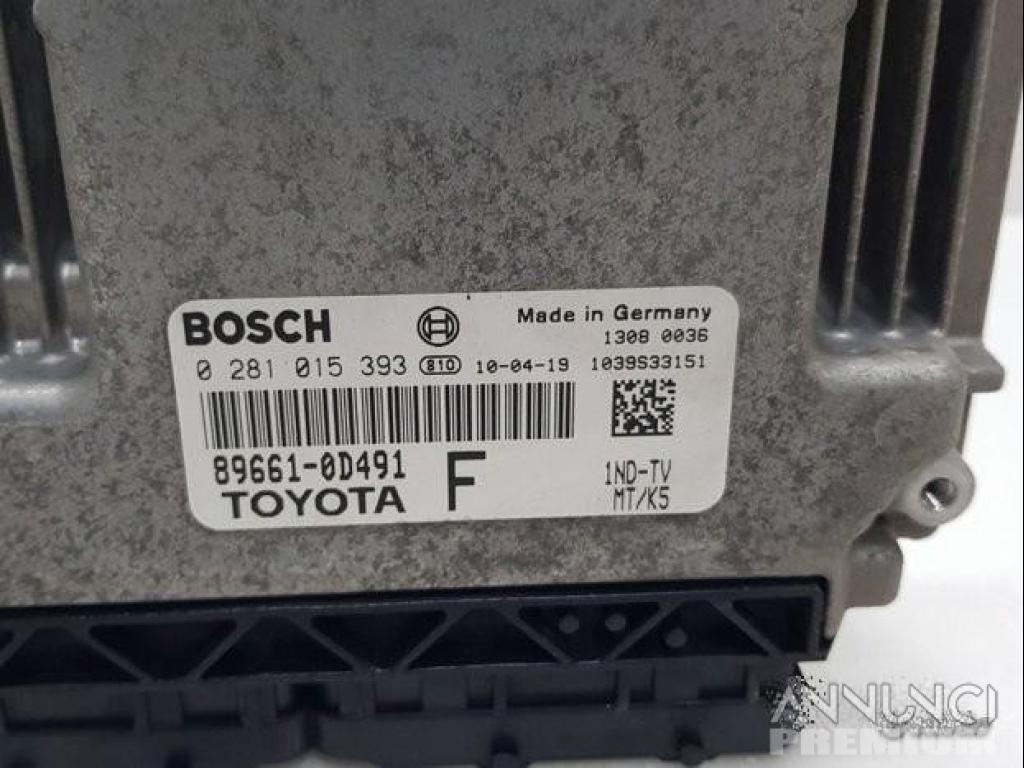 BOSCH Made in Germany
1308 0036
0 281 015 393 810 10-04-19 1039S33151
89661-0D491 F 1ND-TV
TOYOTA MT/K5
ANNUNCI
PREMIUM